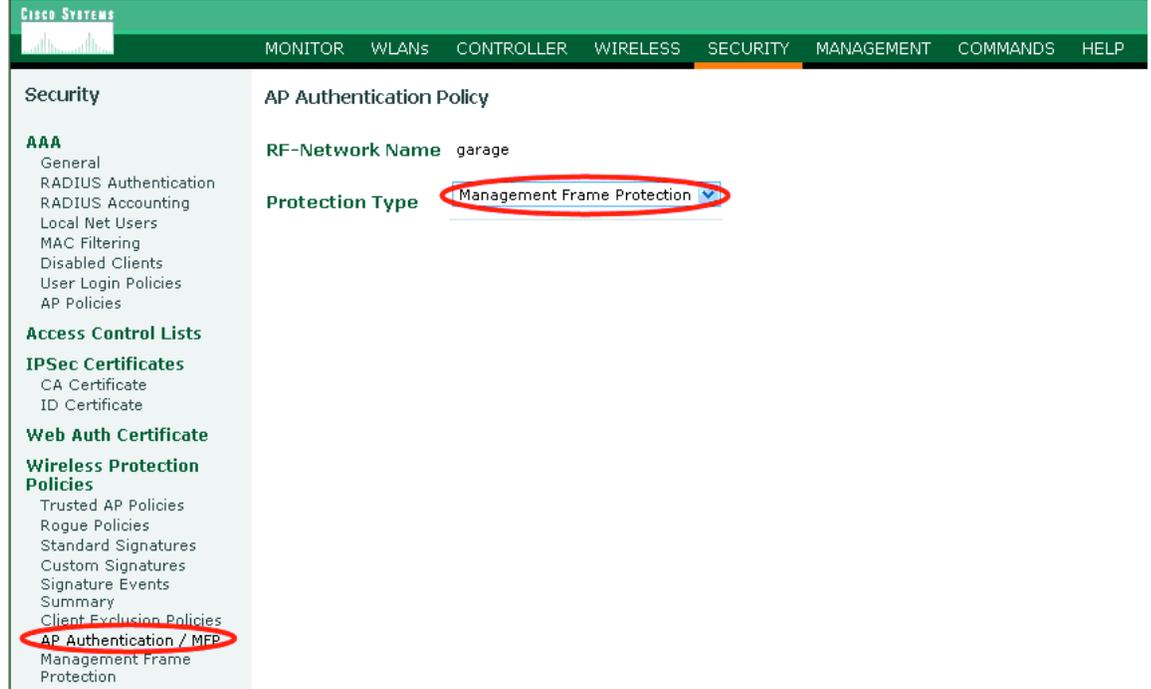 CISCO SYSTEMS
MONITOR WLANs CONTROLLER WIRELESS SECURITY MANAGEMENT COMMANDS HELP
Security
AAA
General
RADIUS Authentication
RADIUS Accounting
Local Net Users
MAC Filtering
Disabled Clients
User Login Policies
AP Policies
Access Control Lists
IPSec Certificates
CA Certificate
ID Certificate
Web Auth Certificate
Wireless Protection
Policies
Trusted AP Policies
Rogue Policies
Standard Signatures
Custom Signatures
Signature Events
Summary
Client Exclusion Policies
AP Authentication / MFP
Management Frame
Protection
AP Authentication Policy
RF-Network Name garage
Protection Type Management Frame Protection